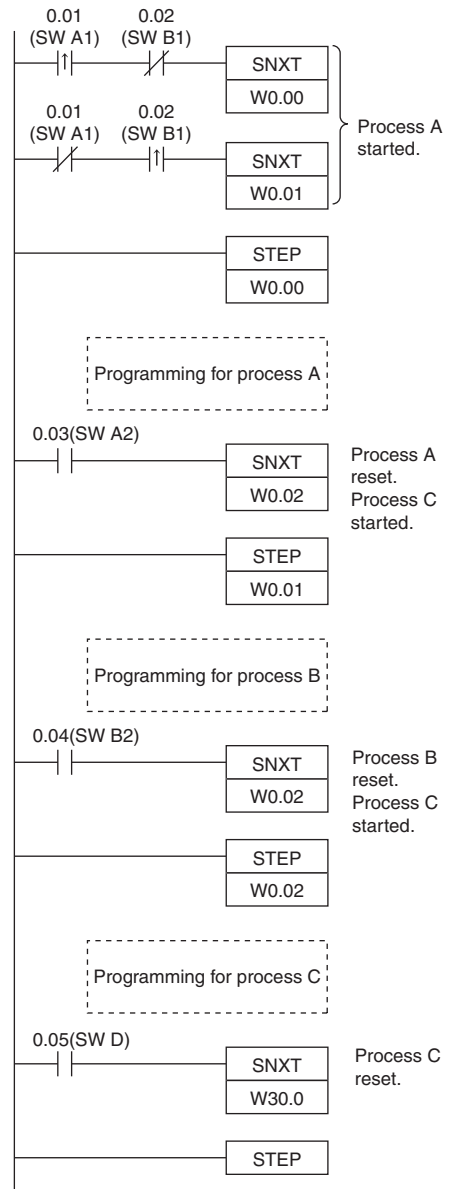 0.01 0.02
(SW A1) (SW B1)
↑
SNXT
W0.00
0.01 0.02
(SW A1) (SW B1)
↑
SNXT
W0.01
Process A
started.
STEP
W0.00
Programming for process A
0.03(SW A2)
SNXT
W0.02
Process A
reset.
Process C
started.
STEP
W0.01
Programming for process B
0.04(SW B2)
SNXT
W0.02
Process B
reset.
Process C
started.
STEP
W0.02
Programming for process C
0.05(SW D)
SNXT
W30.0
Process C
reset.
STEP